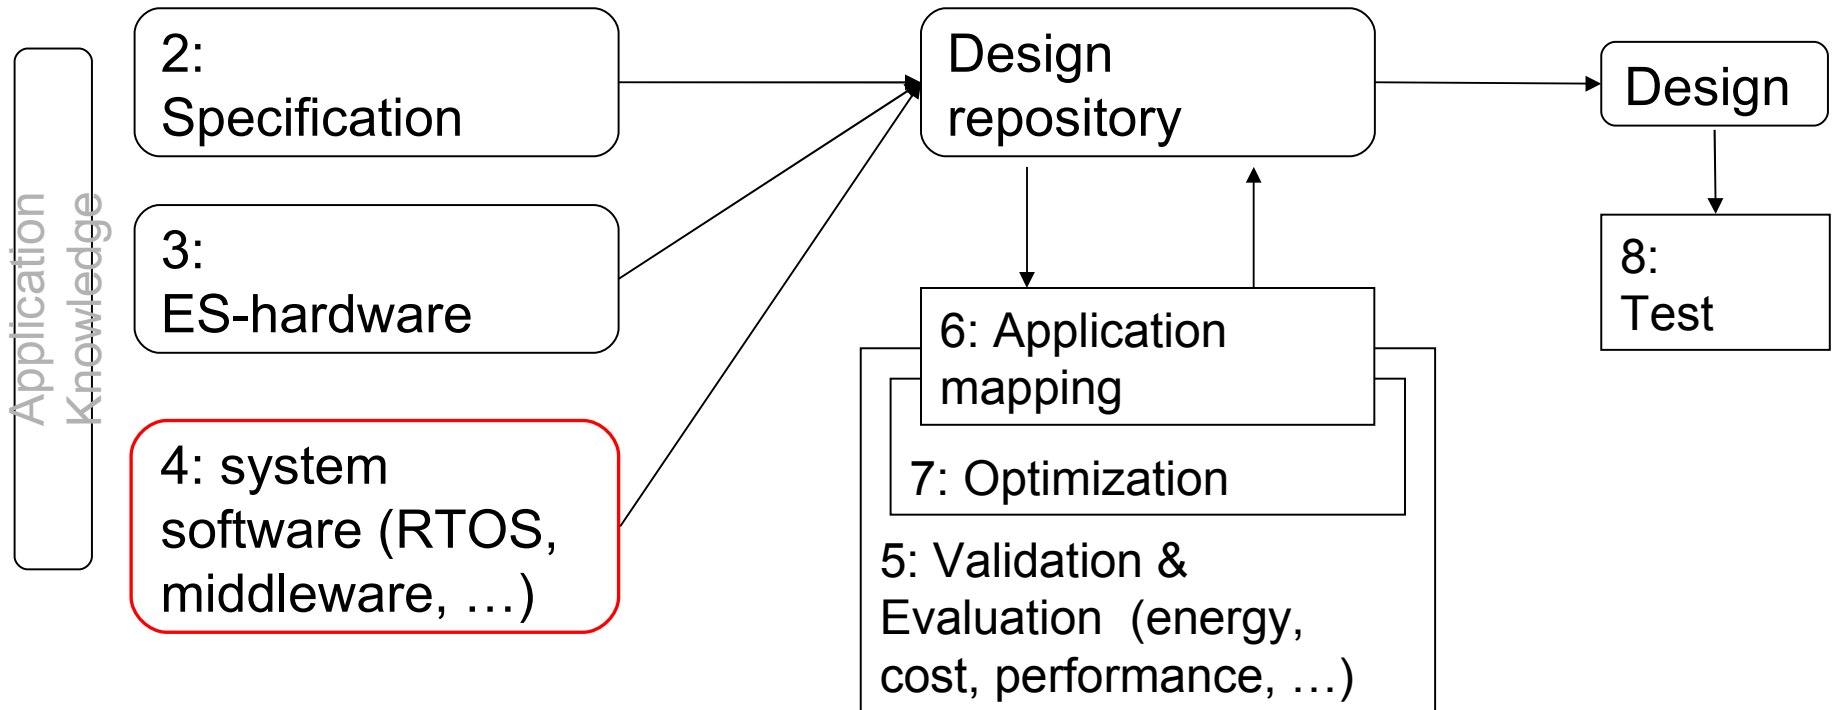 Application
Knowledge
2:
Specification
3:
ES-hardware
4: system
software (RTOS,
middleware, …)
Design
repository
6: Application
mapping
7: Optimization
5: Validation &
Evaluation  (energy,
cost, performance, …)
Design
8:
Test